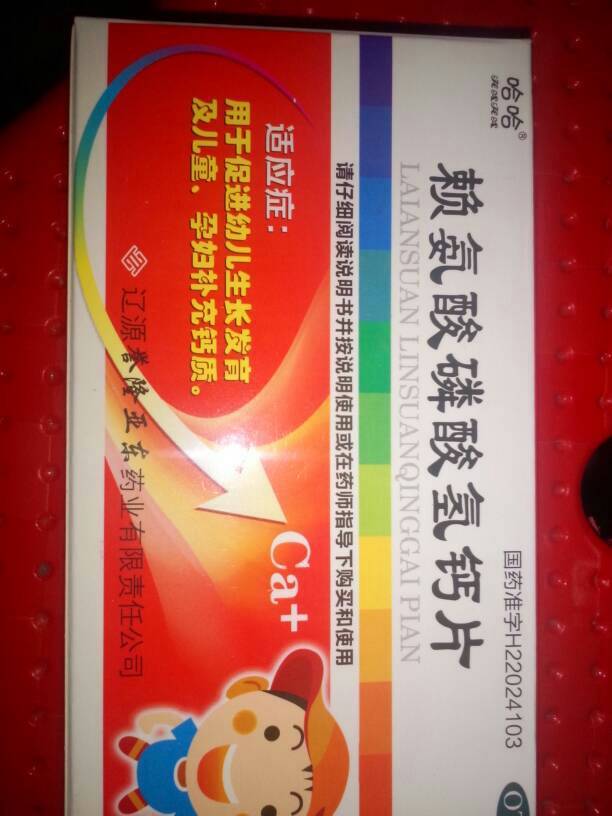 哈哈®
国药准字H22024103
赖氨酸磷酸氢钙片
LAIANSUAN LINSUANQINGGAI PIAN
请仔细阅读说明书并按说明使用或在药师指导下购买和使用
适应症：
用于促进幼儿生长发育
及儿童、孕妇补充钙质。
Ca+
辽源誉隆亚东药业有限责任公司